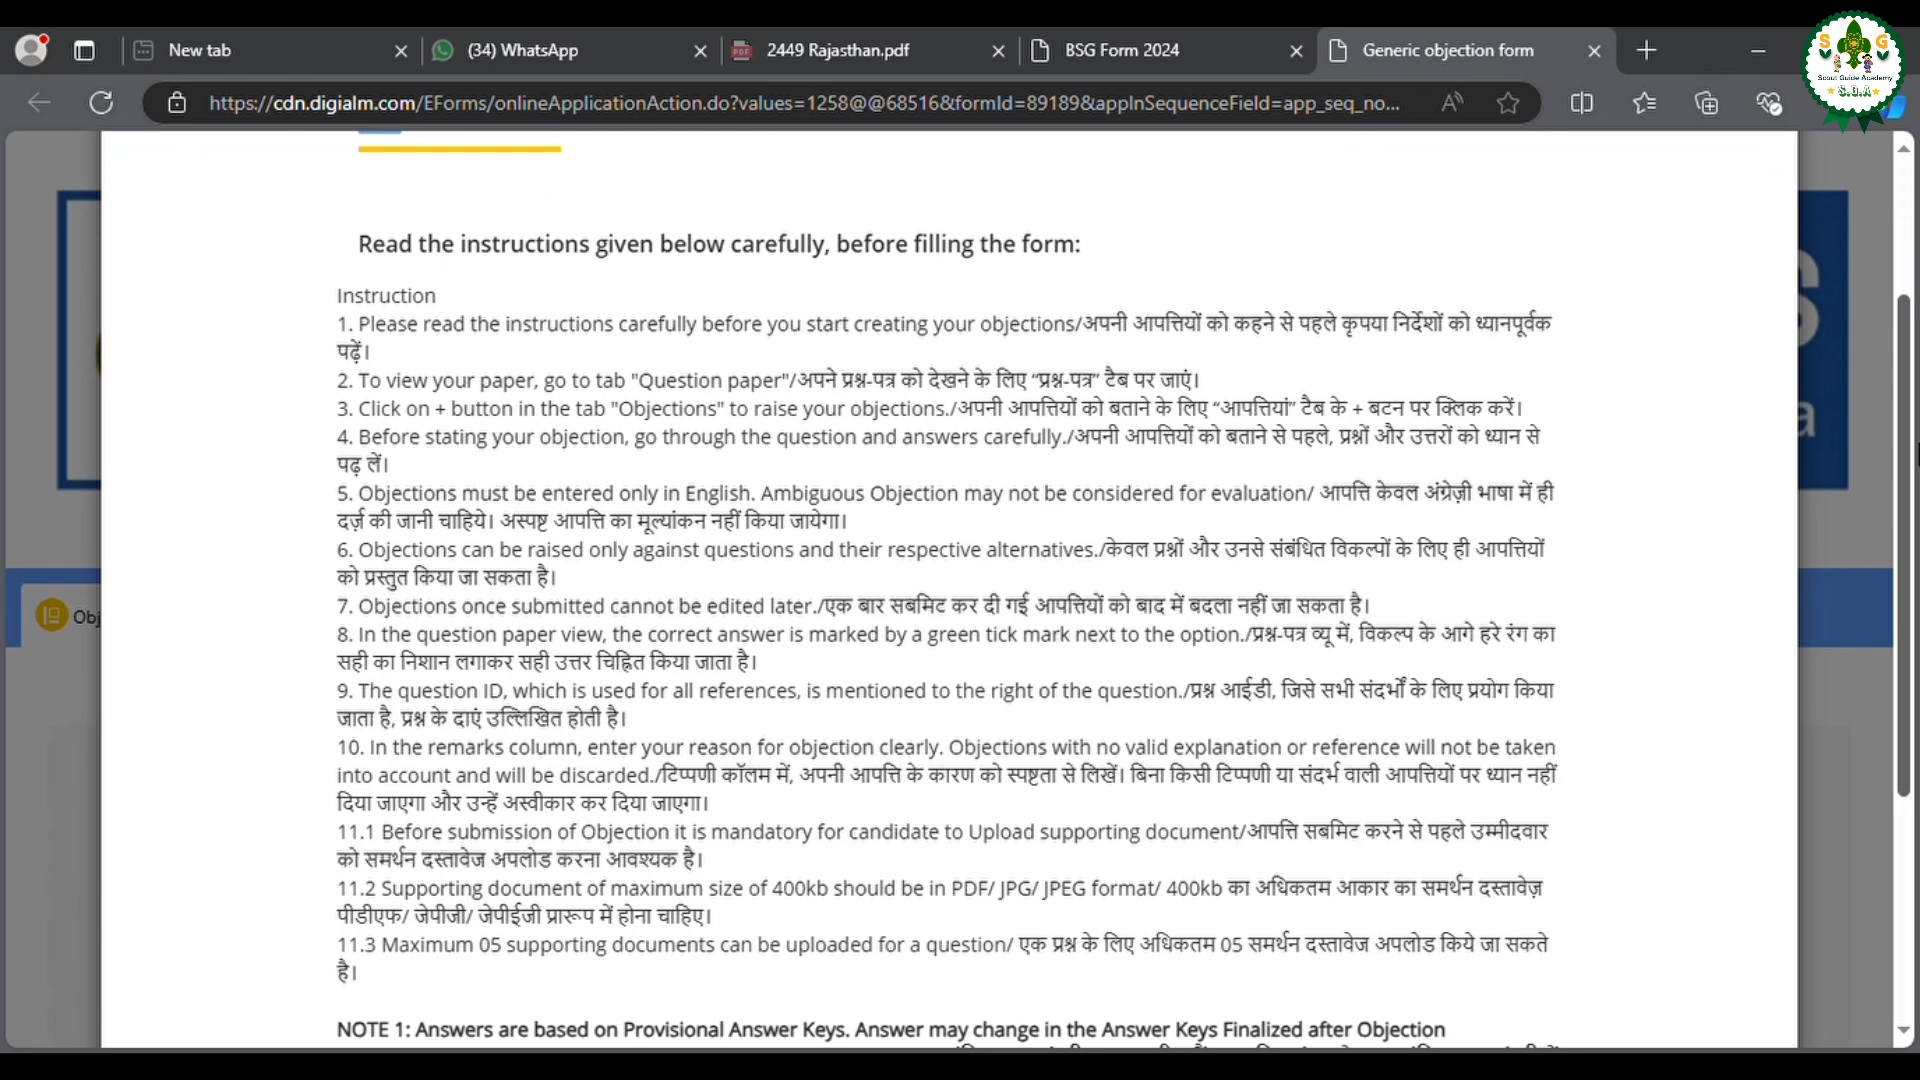 New tab
(34) WhatsApp
2449 Rajasthan.pdf
BSG Form 2024
Generic objection form
S G
Scout Guide Academy
S.G.A
https://cdn.digialm.com/EForms/onlineApplicationAction.do?values=1258@@68516&formId=89189&appInSequenceField=app_seq_no...
Read the instructions given below carefully, before filling the form:
Instruction
1. Please read the instructions carefully before you start creating your objections/अपनी आपत्तियों को कहने से पहले कृपया निर्देशों को ध्यानपूर्वक
पढ़ें।
2. To view your paper, go to tab "Question paper"/अपने प्रश्न-पत्र को देखने के लिए “प्रश्न-पत्र” टैब पर जाएं।
3. Click on + button in the tab "Objections" to raise your objections./अपनी आपत्तियों को बताने के लिए “आपत्तियां” टैब के + बटन पर क्लिक करें।
4. Before stating your objection, go through the question and answers carefully./अपनी आपत्तियों को बताने से पहले, प्रश्नों और उत्तरों को ध्यान से
पढ़ लें।
5. Objections must be entered only in English. Ambiguous Objection may not be considered for evaluation/ आपत्ति केवल अंग्रेज़ी भाषा में ही
दर्ज़ की जानी चाहिये। अस्पष्ट आपत्ति का मूल्यांकन नहीं किया जायेगा।
6. Objections can be raised only against questions and their respective alternatives./केवल प्रश्नों और उनसे संबंधित विकल्पों के लिए ही आपत्तियों
को प्रस्तुत किया जा सकता है।
7. Objections once submitted cannot be edited later./एक बार सबमिट कर दी गई आपत्तियों को बाद में बदला नहीं जा सकता है।
8. In the question paper view, the correct answer is marked by a green tick mark next to the option./प्रश्न-पत्र व्यू में, विकल्प के आगे हरे रंग का
सही का निशान लगाकर सही उत्तर चिह्नित किया जाता है।
Obj
9. The question ID, which is used for all references, is mentioned to the right of the question./प्रश्न आईडी, जिसे सभी संदर्भों के लिए प्रयोग किया
जाता है, प्रश्न के दाएं उल्लिखित होती है।
10. In the remarks column, enter your reason for objection clearly. Objections with no valid explanation or reference will not be taken
into account and will be discarded./टिप्पणी कॉलम में, अपनी आपत्ति के कारण को स्पष्टता से लिखें। बिना किसी टिप्पणी या संदर्भ वाली आपत्तियों पर ध्यान नहीं
दिया जाएगा और उन्हें अस्वीकार कर दिया जाएगा।
11.1 Before submission of Objection it is mandatory for candidate to Upload supporting document/आपत्ति सबमिट करने से पहले उम्मीदवार
को समर्थन दस्तावेज अपलोड करना आवश्यक है।
11.2 Supporting document of maximum size of 400kb should be in PDF/ JPG/ JPEG format/ 400kb का अधिकतम आकार का समर्थन दस्तावेज़
पीडीएफ/ जेपीजी/ जेपीईजी प्रारूप में होना चाहिए।
11.3 Maximum 05 supporting documents can be uploaded for a question/ एक प्रश्न के लिए अधिकतम 05 समर्थन दस्तावेज अपलोड किये जा सकते
है।
NOTE 1: Answers are based on Provisional Answer Keys. Answer may change in the Answer Keys Finalized after Objection